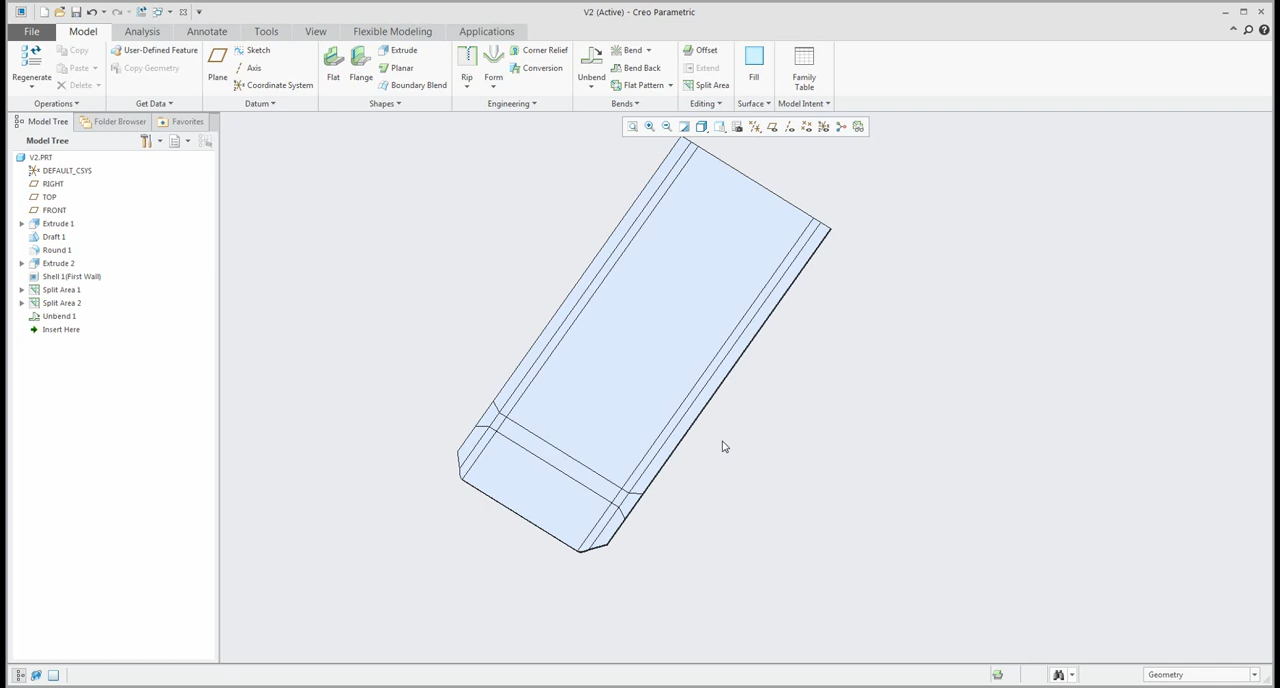 V2 (Active) - Creo Parametric
File Model Analysis Annotate Tools View Flexible Modeling Applications
Regenerate
Copy
Paste
Delete
Operations
User-Defined Feature
Copy Geometry
Get Data
Plane
Sketch
Axis
Coordinate System
Datum
Flat
Flange
Extrude
Planar
Boundary Blend
Shapes
Rip
Form
Corner Relief
Conversion
Engineering
Unbend
Bend
Bend Back
Flat Pattern
Bends
Offset
Extend
Split Area
Editing
Fill
Surface
Family
Table
Model Intent
Model Tree Folder Browser Favorites
Model Tree
V2.PRT
DEFAULT_CSYS
RIGHT
TOP
FRONT
Extrude 1
Draft 1
Round 1
Extrude 2
Shell 1(First Wall)
Split Area 1
Split Area 2
Unbend 1
Insert Here
Geometry